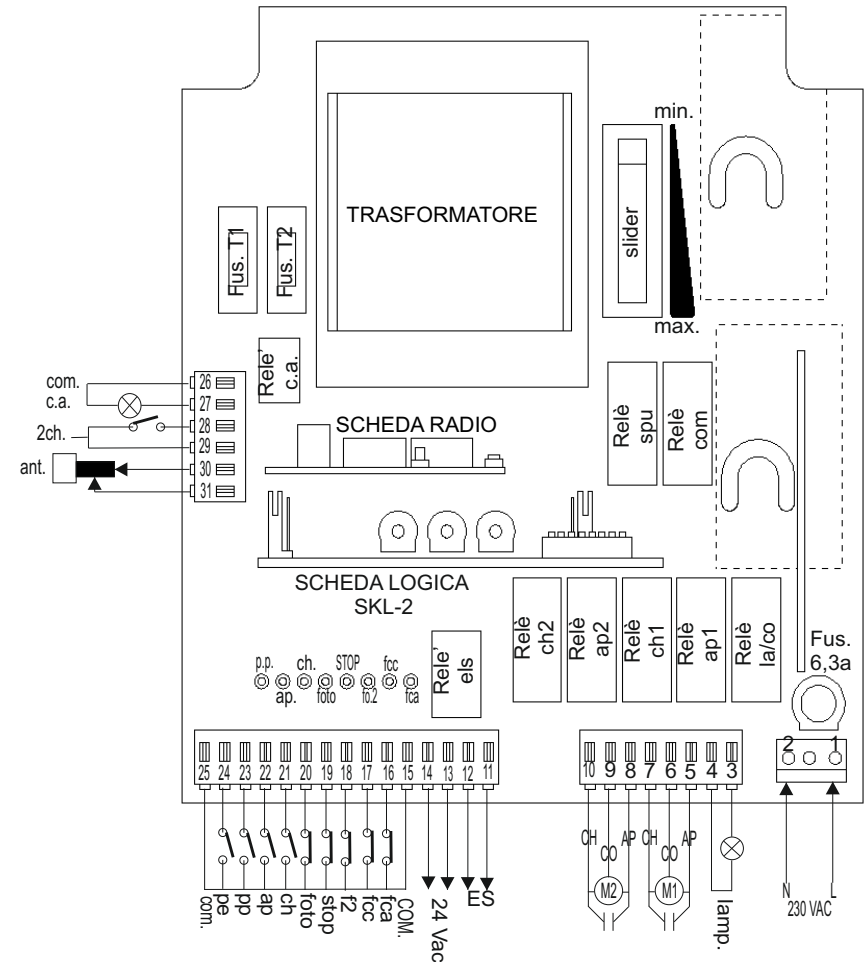 TRASFORMATORE
min.
slider
max.
Fus. T1
Fus. T2
Rele'
c.a.
com.
c.a.
2ch.
ant.
26
27
28
29
30
31
SCHEDA RADIO
Relè
spu
Relè
com
SCHEDA LOGICA
SKL-2
Relè
ch2
Relè
ap2
Relè
ch1
Relè
ap1
Relè
la/co
Fus.
6,3a
p.p.
ap.
ch.
foto
STOP
fo.2
fcc
fca
Rele'
els
25 24 23 22 21 20 19 18 17 16 15 14 13 12 11
10 9 8 7 6 5 4 3
2 1
com.
pe
pp
ap
ch
foto
stop
f2
fcc
fca
COM.
24 Vac
ES
CH
CO
AP
M2
CH
CO
AP
M1
lamp.
N L
230 VAC